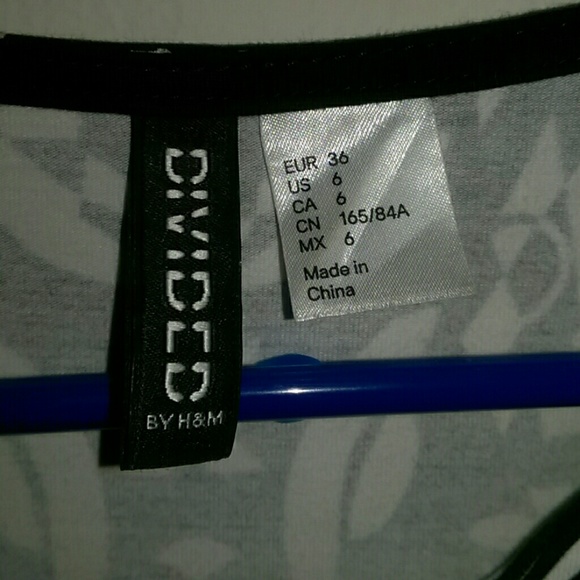 DIVIDED
BY H&M
EUR 36
US 6
CA 6
CN 165/84A
MX 6
Made in
China